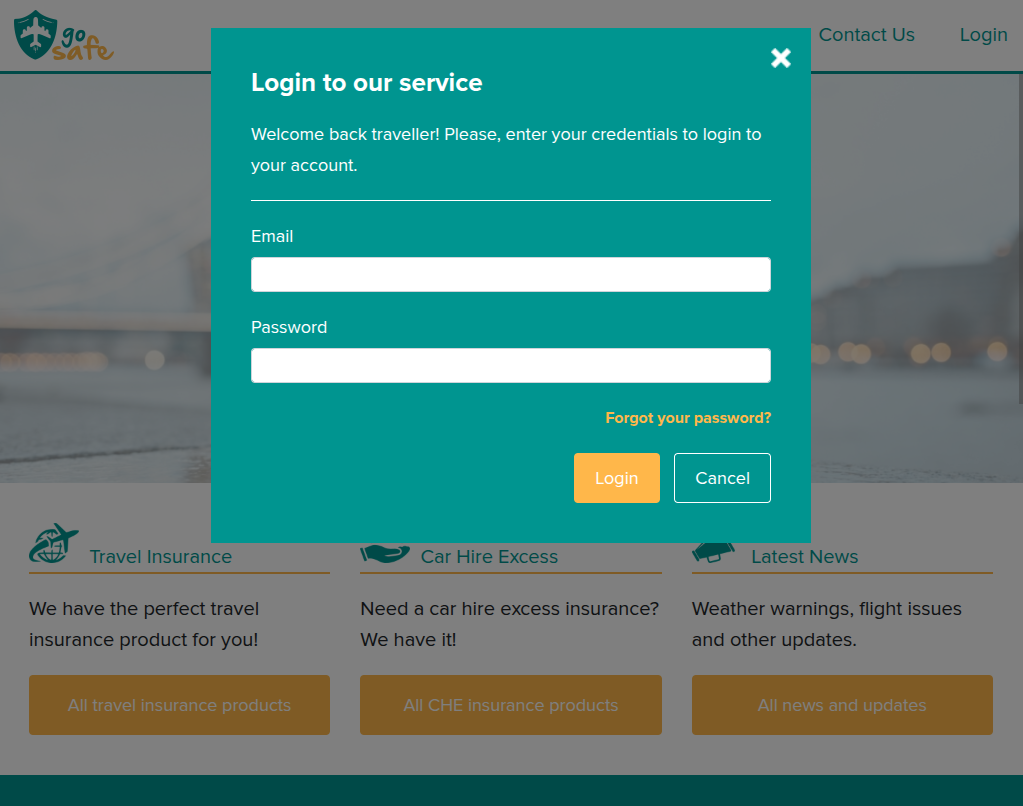 go
safe
Contact Us
Login
Login to our service
Welcome back traveller! Please, enter your credentials to login to
your account.
Email
Password
Forgot your password?
Login
Cancel
Travel Insurance
Car Hire Excess
Latest News
We have the perfect travel
insurance product for you!
Need a car hire excess insurance?
We have it!
Weather warnings, flight issues
and other updates.
All travel insurance products
All CHE insurance products
All news and updates